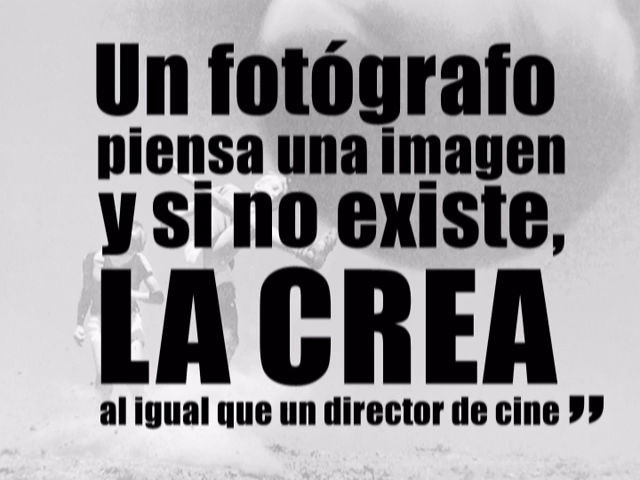 Un fotógrafo
piensa una imagen
y si no existe,
LA CREA
al igual que un director de cine ”